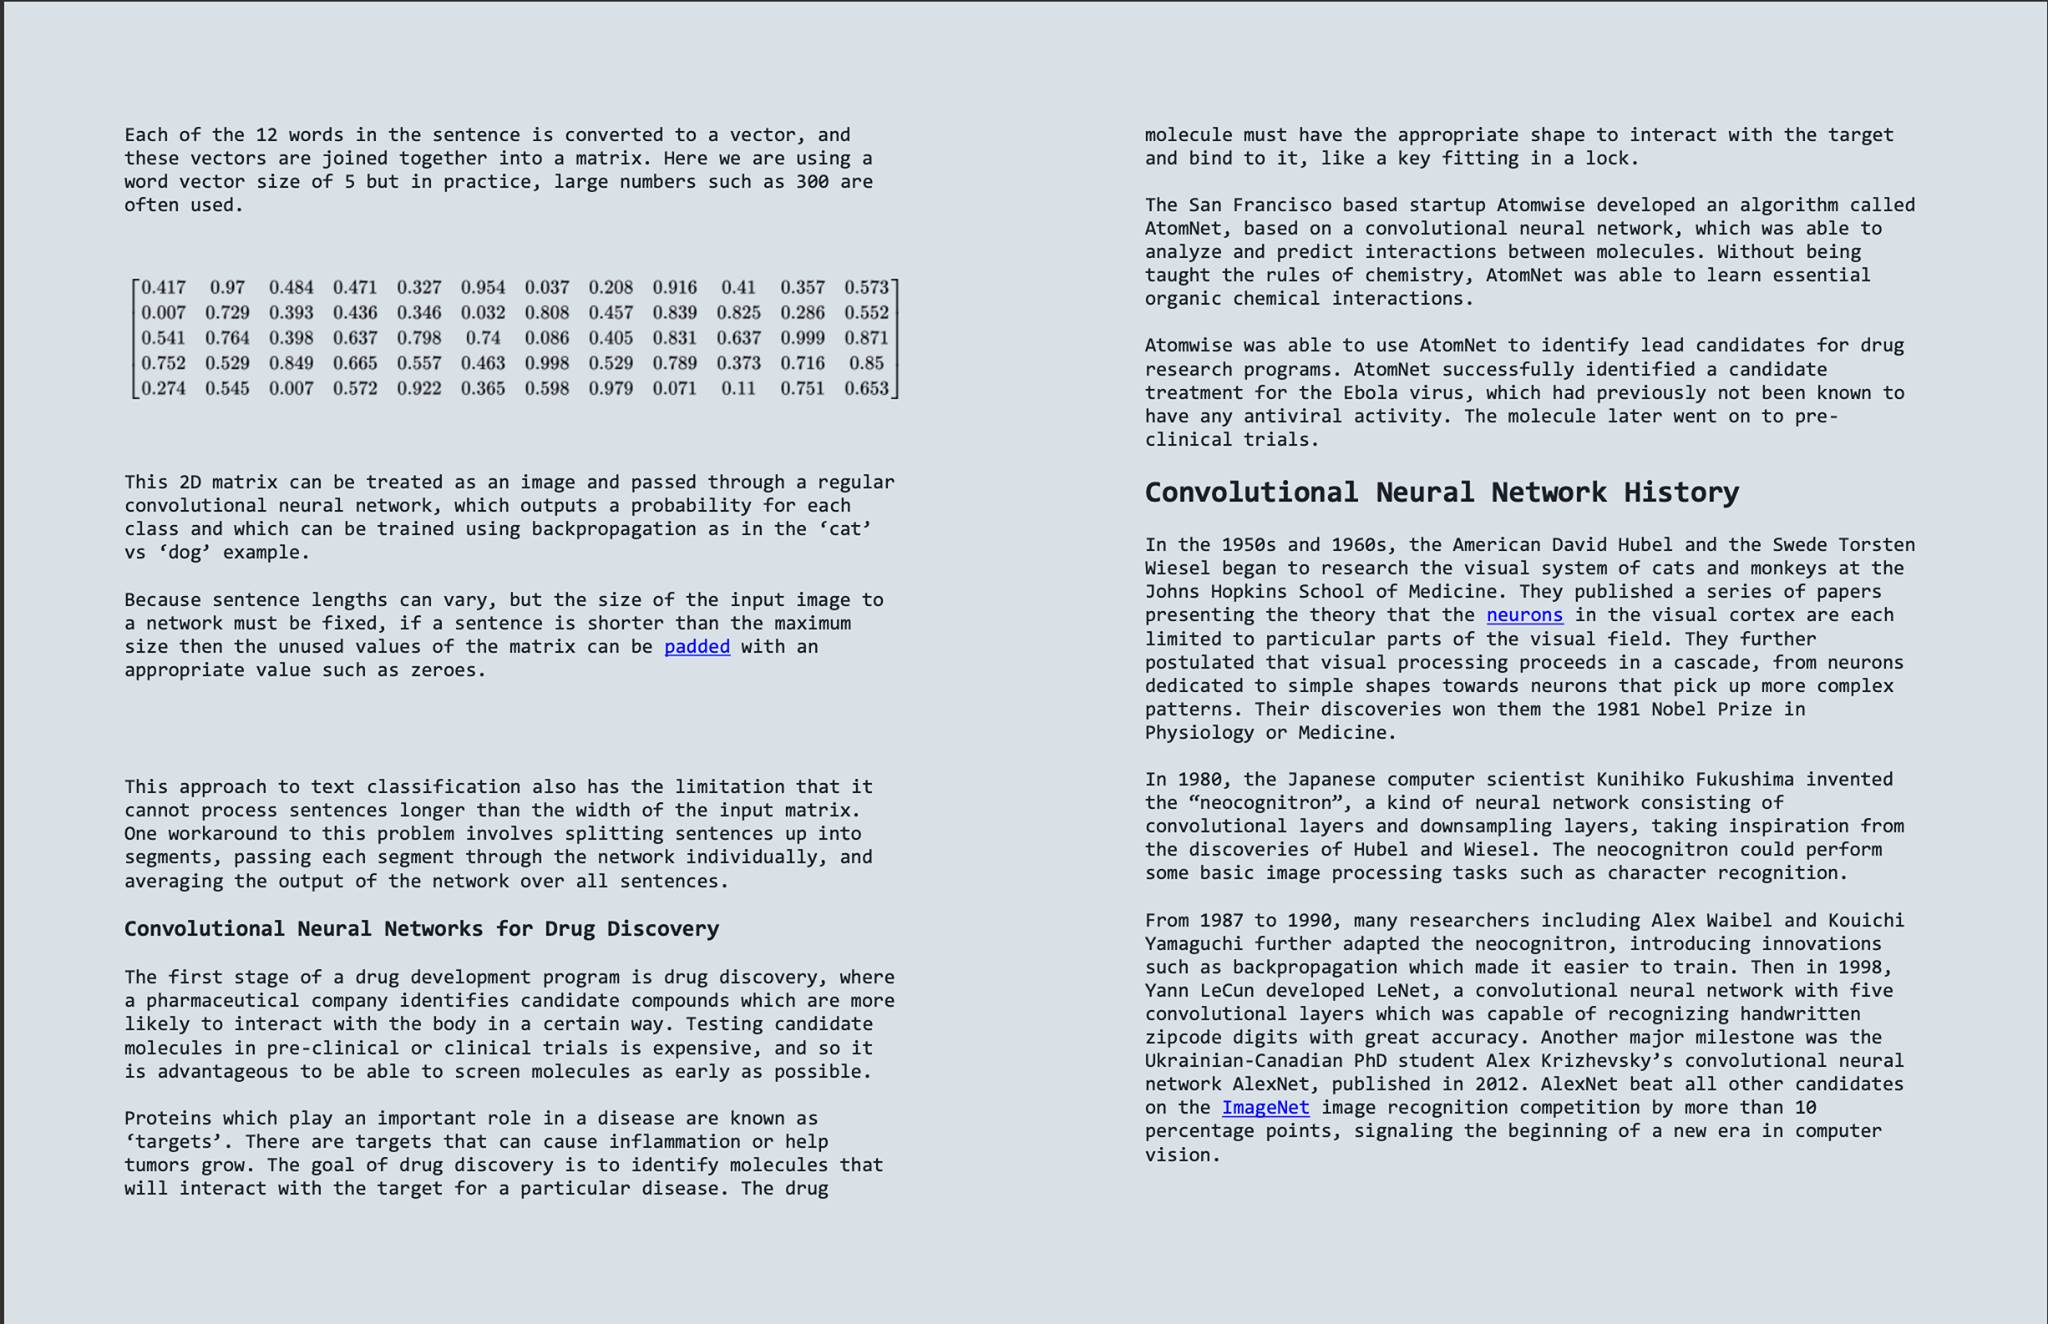 Each of the 12 words in the sentence is converted to a vector, and
these vectors are joined together into a matrix. Here we are using a
word vector size of 5 but in practice, large numbers such as 300 are
often used.
0.417 0.97 0.484 0.471 0.327 0.954 0.037 0.208 0.916 0.41 0.357 0.573
0.007 0.729 0.393 0.436 0.346 0.032 0.808 0.457 0.839 0.825 0.286 0.552
0.541 0.764 0.398 0.637 0.798 0.74 0.086 0.405 0.831 0.637 0.999 0.871
0.752 0.529 0.849 0.665 0.557 0.463 0.998 0.529 0.789 0.373 0.716 0.85
0.274 0.545 0.007 0.572 0.922 0.365 0.598 0.979 0.071 0.11 0.751 0.653
This 2D matrix can be treated as an image and passed through a regular
convolutional neural network, which outputs a probability for each
class and which can be trained using backpropagation as in the ‘cat’
vs ‘dog’ example.
Because sentence lengths can vary, but the size of the input image to
a network must be fixed, if a sentence is shorter than the maximum
size then the unused values of the matrix can be padded with an
appropriate value such as zeroes.
This approach to text classification also has the limitation that it
cannot process sentences longer than the width of the input matrix.
One workaround to this problem involves splitting sentences up into
segments, passing each segment through the network individually, and
averaging the output of the network over all sentences.
Convolutional Neural Networks for Drug Discovery
The first stage of a drug development program is drug discovery, where
a pharmaceutical company identifies candidate compounds which are more
likely to interact with the body in a certain way. Testing candidate
molecules in pre-clinical or clinical trials is expensive, and so it
is advantageous to be able to screen molecules as early as possible.
Proteins which play an important role in a disease are known as
‘targets’. There are targets that can cause inflammation or help
tumors grow. The goal of drug discovery is to identify molecules that
will interact with the target for a particular disease. The drug
molecule must have the appropriate shape to interact with the target
and bind to it, like a key fitting in a lock.
The San Francisco based startup Atomwise developed an algorithm called
AtomNet, based on a convolutional neural network, which was able to
analyze and predict interactions between molecules. Without being
taught the rules of chemistry, AtomNet was able to learn essential
organic chemical interactions.
Atomwise was able to use AtomNet to identify lead candidates for drug
research programs. AtomNet successfully identified a candidate
treatment for the Ebola virus, which had previously not been known to
have any antiviral activity. The molecule later went on to pre-
clinical trials.
Convolutional Neural Network History
In the 1950s and 1960s, the American David Hubel and the Swede Torsten
Wiesel began to research the visual system of cats and monkeys at the
Johns Hopkins School of Medicine. They published a series of papers
presenting the theory that the neurons in the visual cortex are each
limited to particular parts of the visual field. They further
postulated that visual processing proceeds in a cascade, from neurons
dedicated to simple shapes towards neurons that pick up more complex
patterns. Their discoveries won them the 1981 Nobel Prize in
Physiology or Medicine.
In 1980, the Japanese computer scientist Kunihiko Fukushima invented
the “neocognitron”, a kind of neural network consisting of
convolutional layers and downsampling layers, taking inspiration from
the discoveries of Hubel and Wiesel. The neocognitron could perform
some basic image processing tasks such as character recognition.
From 1987 to 1990, many researchers including Alex Waibel and Kouichi
Yamaguchi further adapted the neocognitron, introducing innovations
such as backpropagation which made it easier to train. Then in 1998,
Yann LeCun developed LeNet, a convolutional neural network with five
convolutional layers which was capable of recognizing handwritten
zipcode digits with great accuracy. Another major milestone was the
Ukrainian-Canadian PhD student Alex Krizhevsky’s convolutional neural
network AlexNet, published in 2012. AlexNet beat all other candidates
on the ImageNet image recognition competition by more than 10
percentage points, signaling the beginning of a new era in computer
vision.